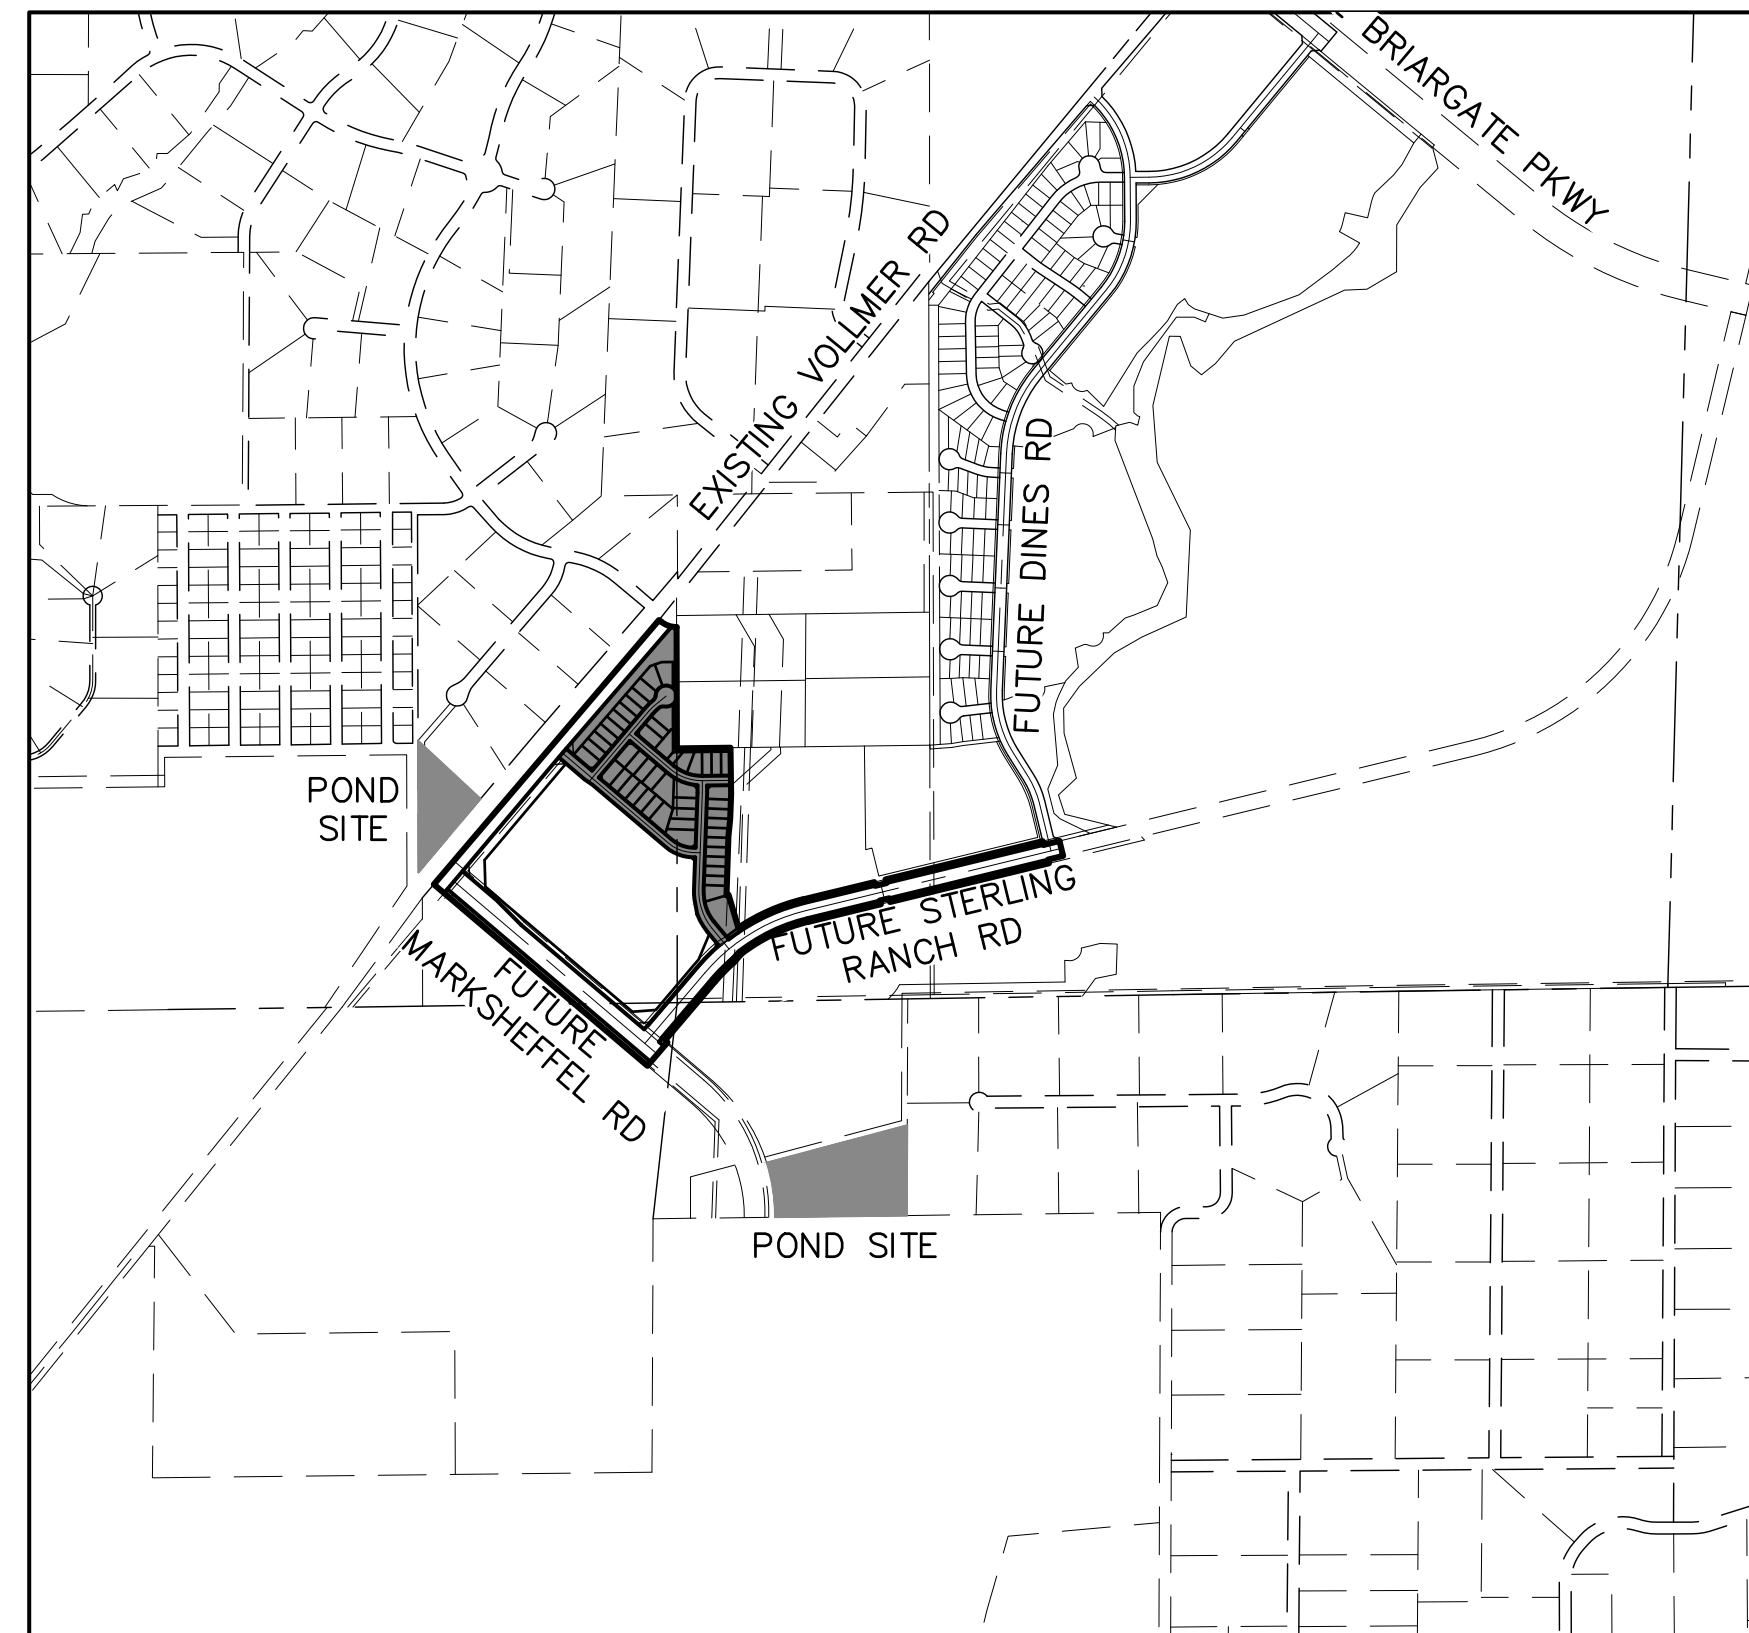 BRIARGATE PKWY
EXISTING VOLLMER RD
FUTURE DINES RD
POND
SITE
FUTURE STERLING
RANCH RD
FUTURE
MARKSHEFFEL RD
POND SITE